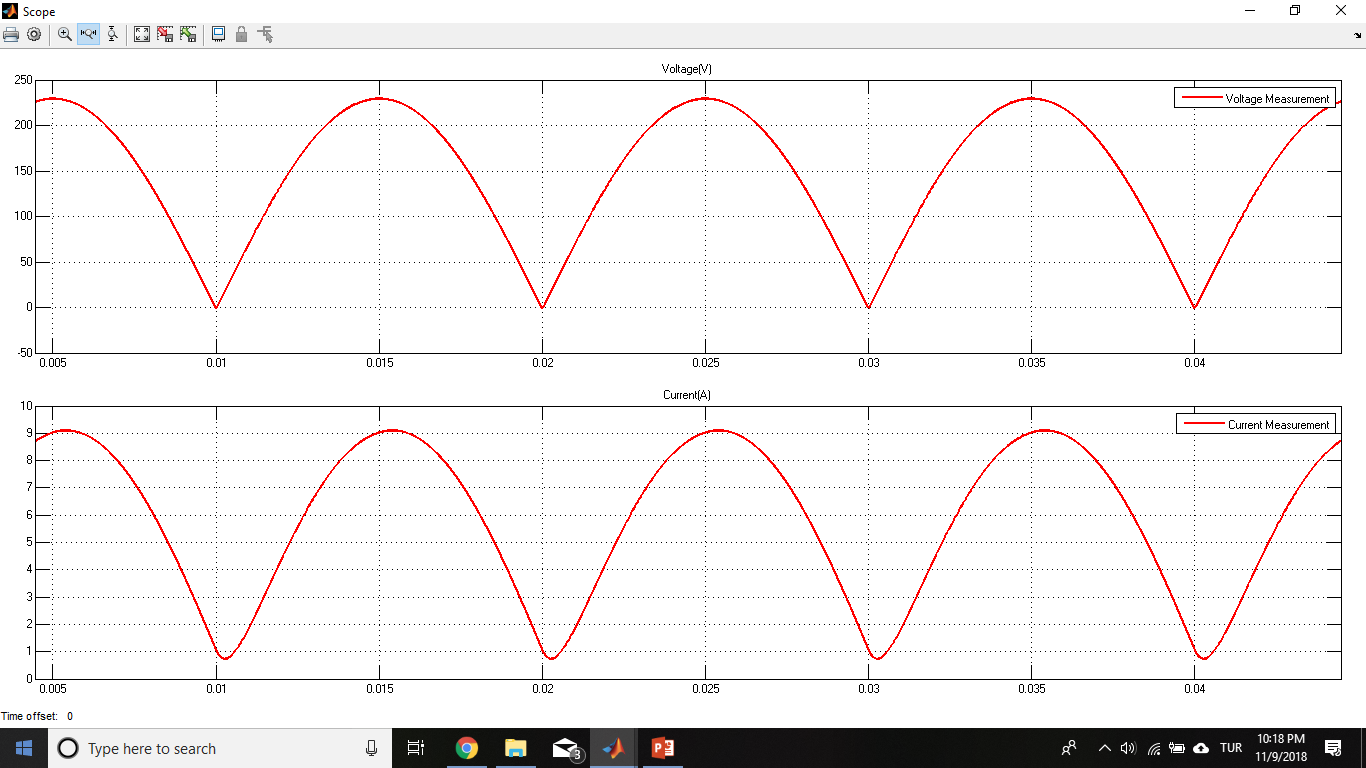 Scope
Voltage(V)
Voltage Measurement
250
200
150
100
50
0
-50
0.005 0.01 0.015 0.02 0.025 0.03 0.035 0.04
Current(A)
Current Measurement
10
9
8
7
6
5
4
3
2
1
0
0.005 0.01 0.015 0.02 0.025 0.03 0.035 0.04
Time offset: 0
Type here to search
3
TUR
10:18 PM
11/9/2018